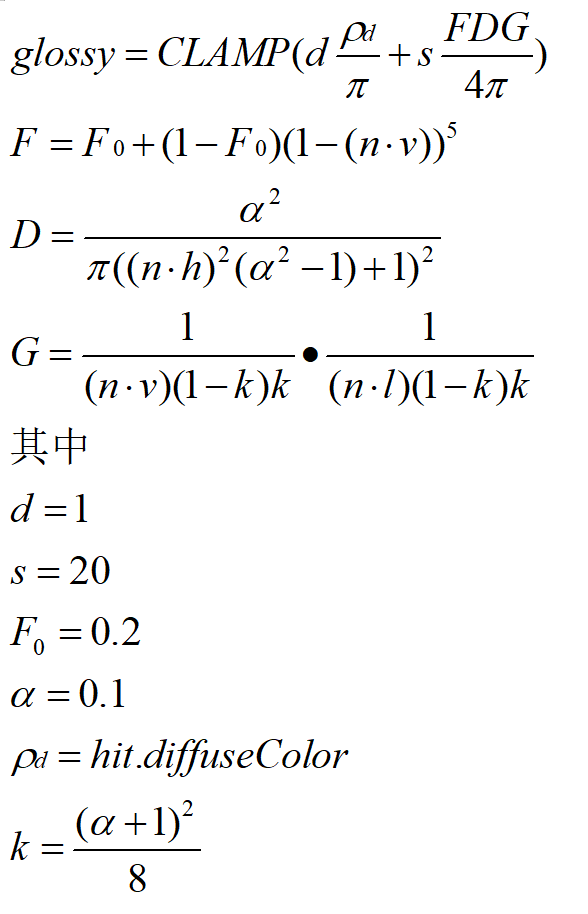 glossy = CLAMP(d ρd/π + s FDG/4π)
F = F0 + (1 − F0)(1 − (n · v))^5
D = α^2 / π((n · h)^2(α^2 − 1) + 1)^2
G = 1 / (n · v)(1 − k)k • 1 / (n · l)(1 − k)k
其中
d = 1
s = 20
F0 = 0.2
α = 0.1
ρd = hit.diffuseColor
k = (α + 1)^2 / 8